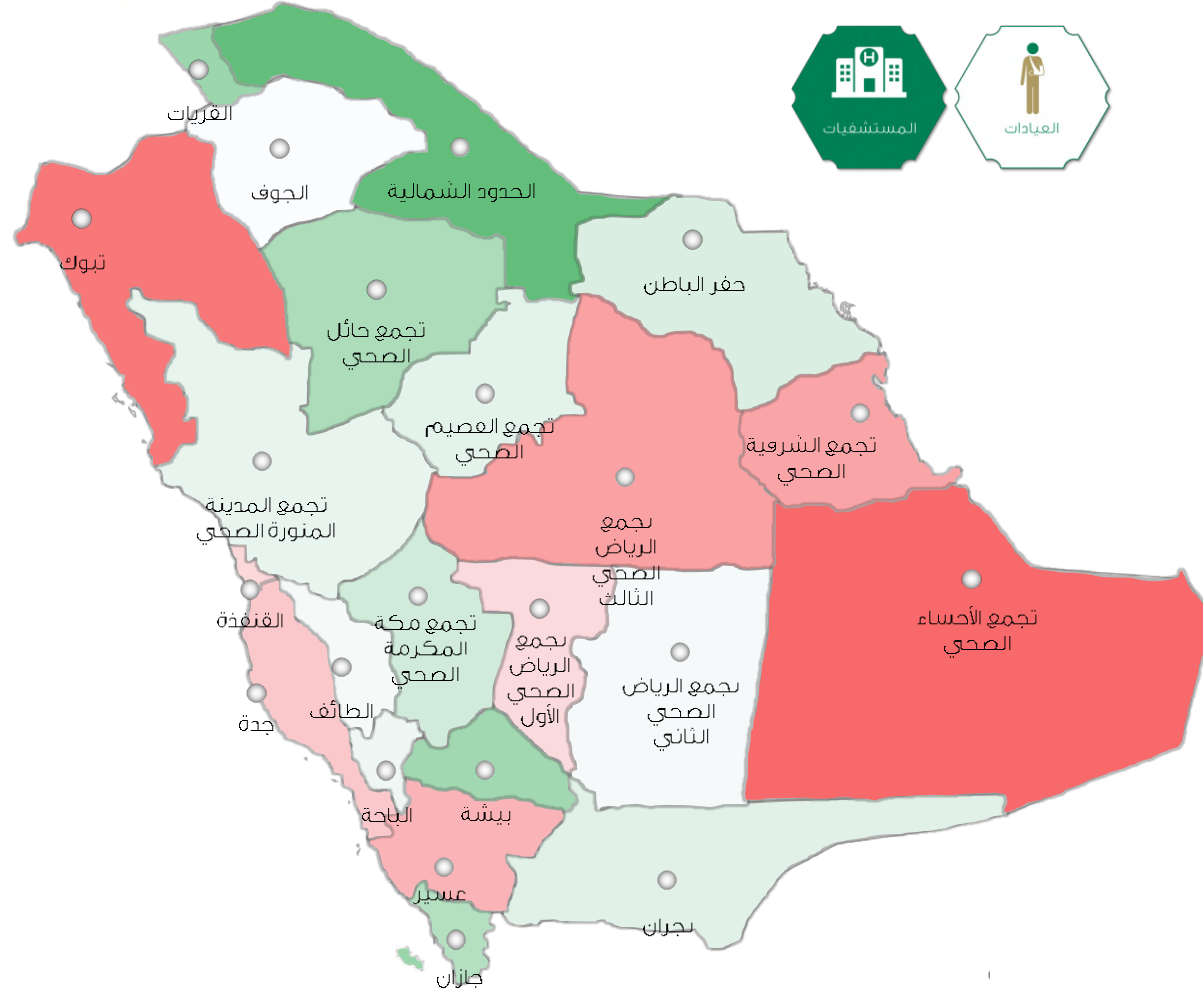 المستشفيات
العيادات
H
القريات
الجوف
الحدود الشمالية
تبوك
حفر الباطن
تجمع حائل
الصحي
تجمع القصيم
الصحي
تجمع الشرقية
الصحي
تجمع المدينة
المنورة الصحي
تجمع
الرياض
الصحي
الثالث
القنفذة
تجمع مكة
المكرمة
الصحي
تجمع
الرياض
الصحي
الأول
تجمع الرياض
الصحي
الثاني
تجمع الأحساء
الصحي
الطائف
جدة
الباحة
بيشة
عسير
نجران
جازان